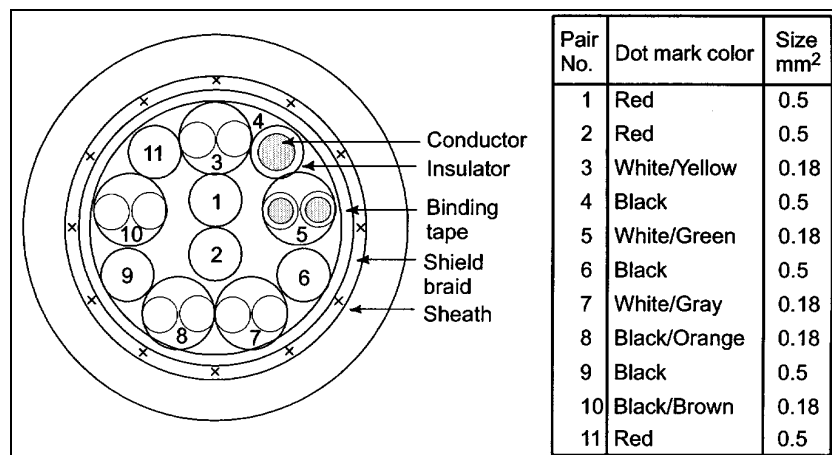 4
11
3
1
10
5
2
9
6
8
7
Conductor
Insulator
Binding
tape
Shield
braid
Sheath
Pair No. Dot mark color Size mm²
1 Red 0.5
2 Red 0.5
3 White/Yellow 0.18
4 Black 0.5
5 White/Green 0.18
6 Black 0.5
7 White/Gray 0.18
8 Black/Orange 0.18
9 Black 0.5
10 Black/Brown 0.18
11 Red 0.5